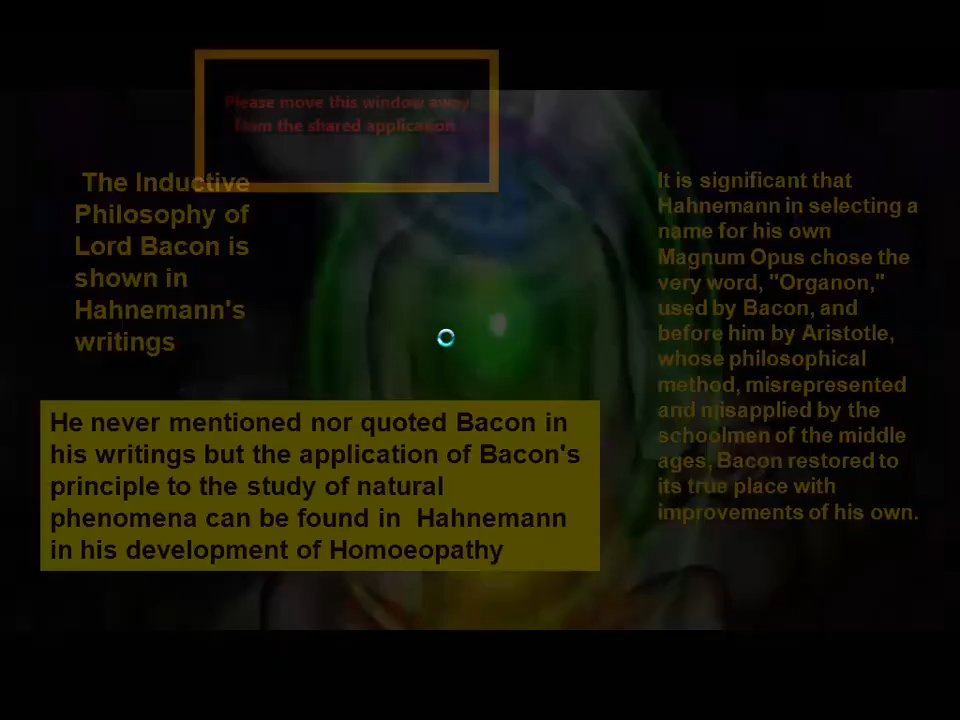 Please move this window away
from the shared application
The Inductive
Philosophy of
Lord Bacon is
shown in
Hahnemann's
writings
He never mentioned nor quoted Bacon in
his writings but the application of Bacon's
principle to the study of natural
phenomena can be found in Hahnemann
in his development of Homoeopathy
It is significant that
Hahnemann in selecting a
name for his own
Magnum Opus chose the
very word, "Organon,"
used by Bacon, and
before him by Aristotle,
whose philosophical
method, misrepresented
and misapplied by the
schoolmen of the middle
ages, Bacon restored to
its true place with
improvements of his own.